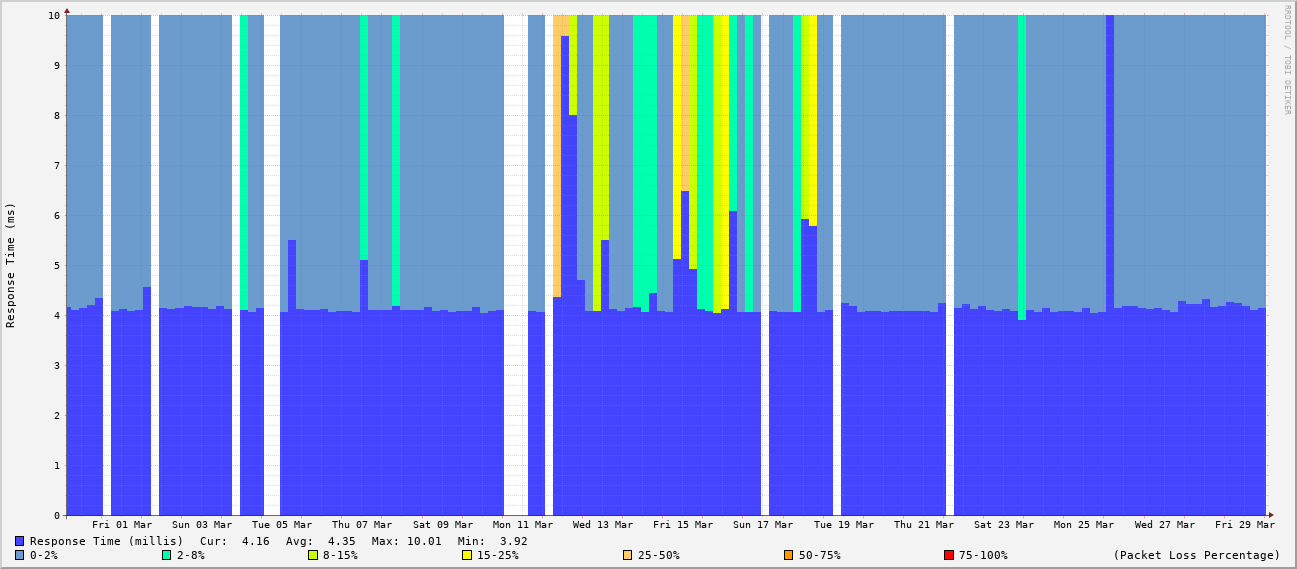 RRDTOOL / TOBI OETIKER
Response Time (ms)
10
9
8
7
6
5
4
3
2
1
0
Fri 01 Mar Sun 03 Mar Tue 05 Mar Thu 07 Mar Sat 09 Mar Mon 11 Mar Wed 13 Mar Fri 15 Mar Sun 17 Mar Tue 19 Mar Thu 21 Mar Sat 23 Mar Mon 25 Mar Wed 27 Mar Fri 29 Mar
Response Time (millis) Cur: 4.16 Avg: 4.35 Max: 10.01 Min: 3.92
0-2% 2-8% 8-15% 15-25% 25-50% 50-75% 75-100% (Packet Loss Percentage)